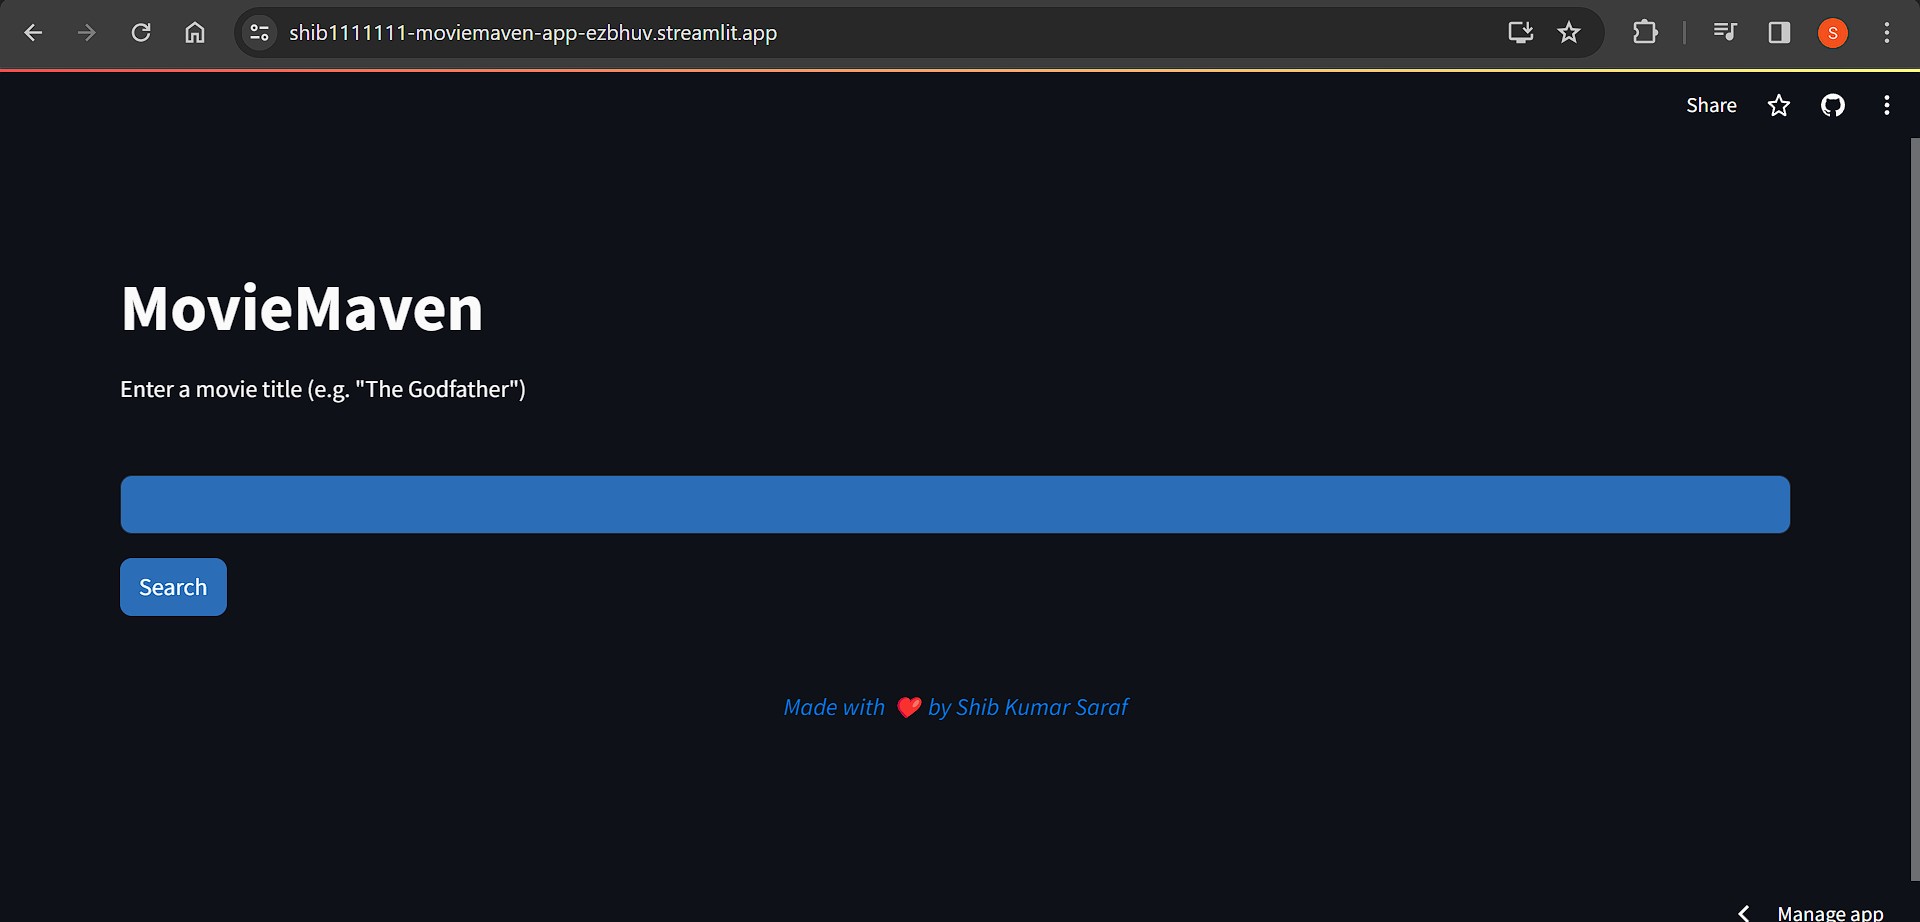 shib1111111-moviemaven-app-ezbhuv.streamlit.app
S
Share
MovieMaven
Enter a movie title (e.g. "The Godfather")
Search
Made with ❤️ by Shib Kumar Saraf
Manage app